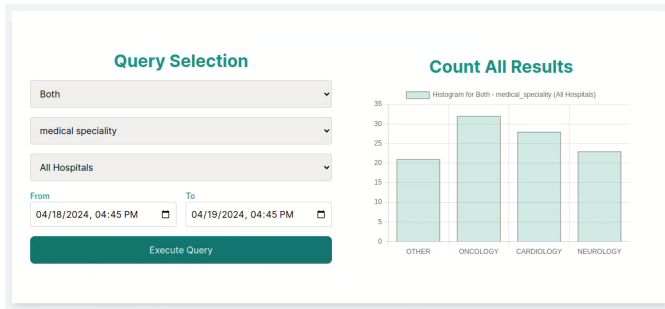 Query Selection
Both
medical speciality
All Hospitals
From To
04/18/2024, 04:45 PM 04/19/2024, 04:45 PM
Execute Query
Count All Results
Histogram for Both - medical_speciality (All Hospitals)
35
30
25
20
15
10
5
0
OTHER ONCOLOGY CARDIOLOGY NEUROLOGY